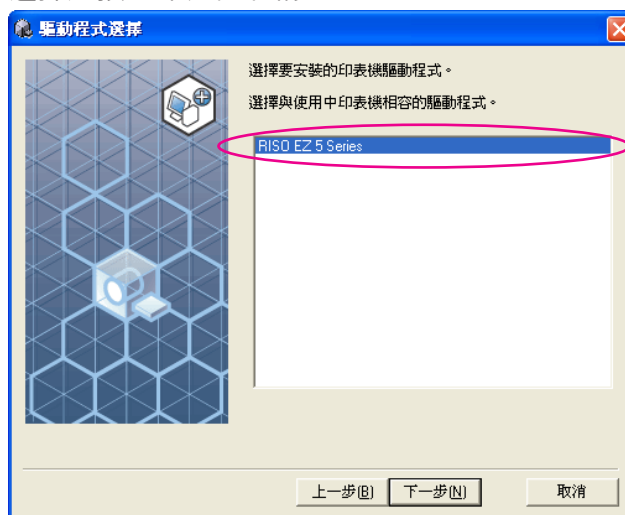 驅動程式選擇
選擇要安裝的印表機驅動程式。
選擇與使用中印表機相容的驅動程式。
RISO EZ 5 Series
上一步(B)
下一步(N)
取消